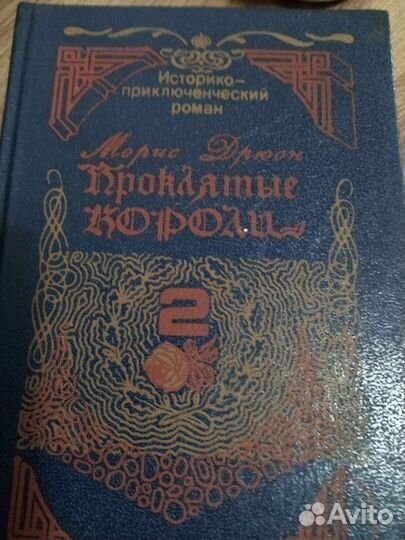 Историко-
приключенческий
роман
Морис Дрюон
Проклятые
короли
2
Avito